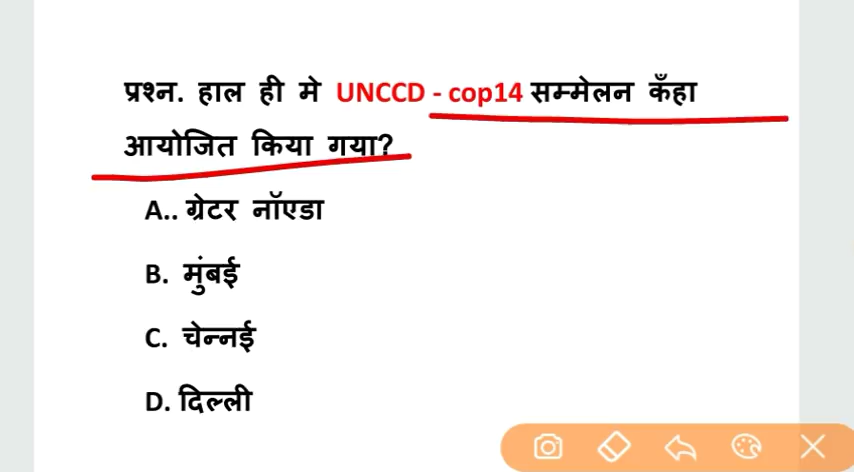 प्रश्न. हाल ही मे UNCCD - cop14 सम्मेलन कँहा
आयोजित किया गया?
A.. ग्रेटर नॉएडा
B. मुंबई
C. चेन्नई
D. दिल्ली